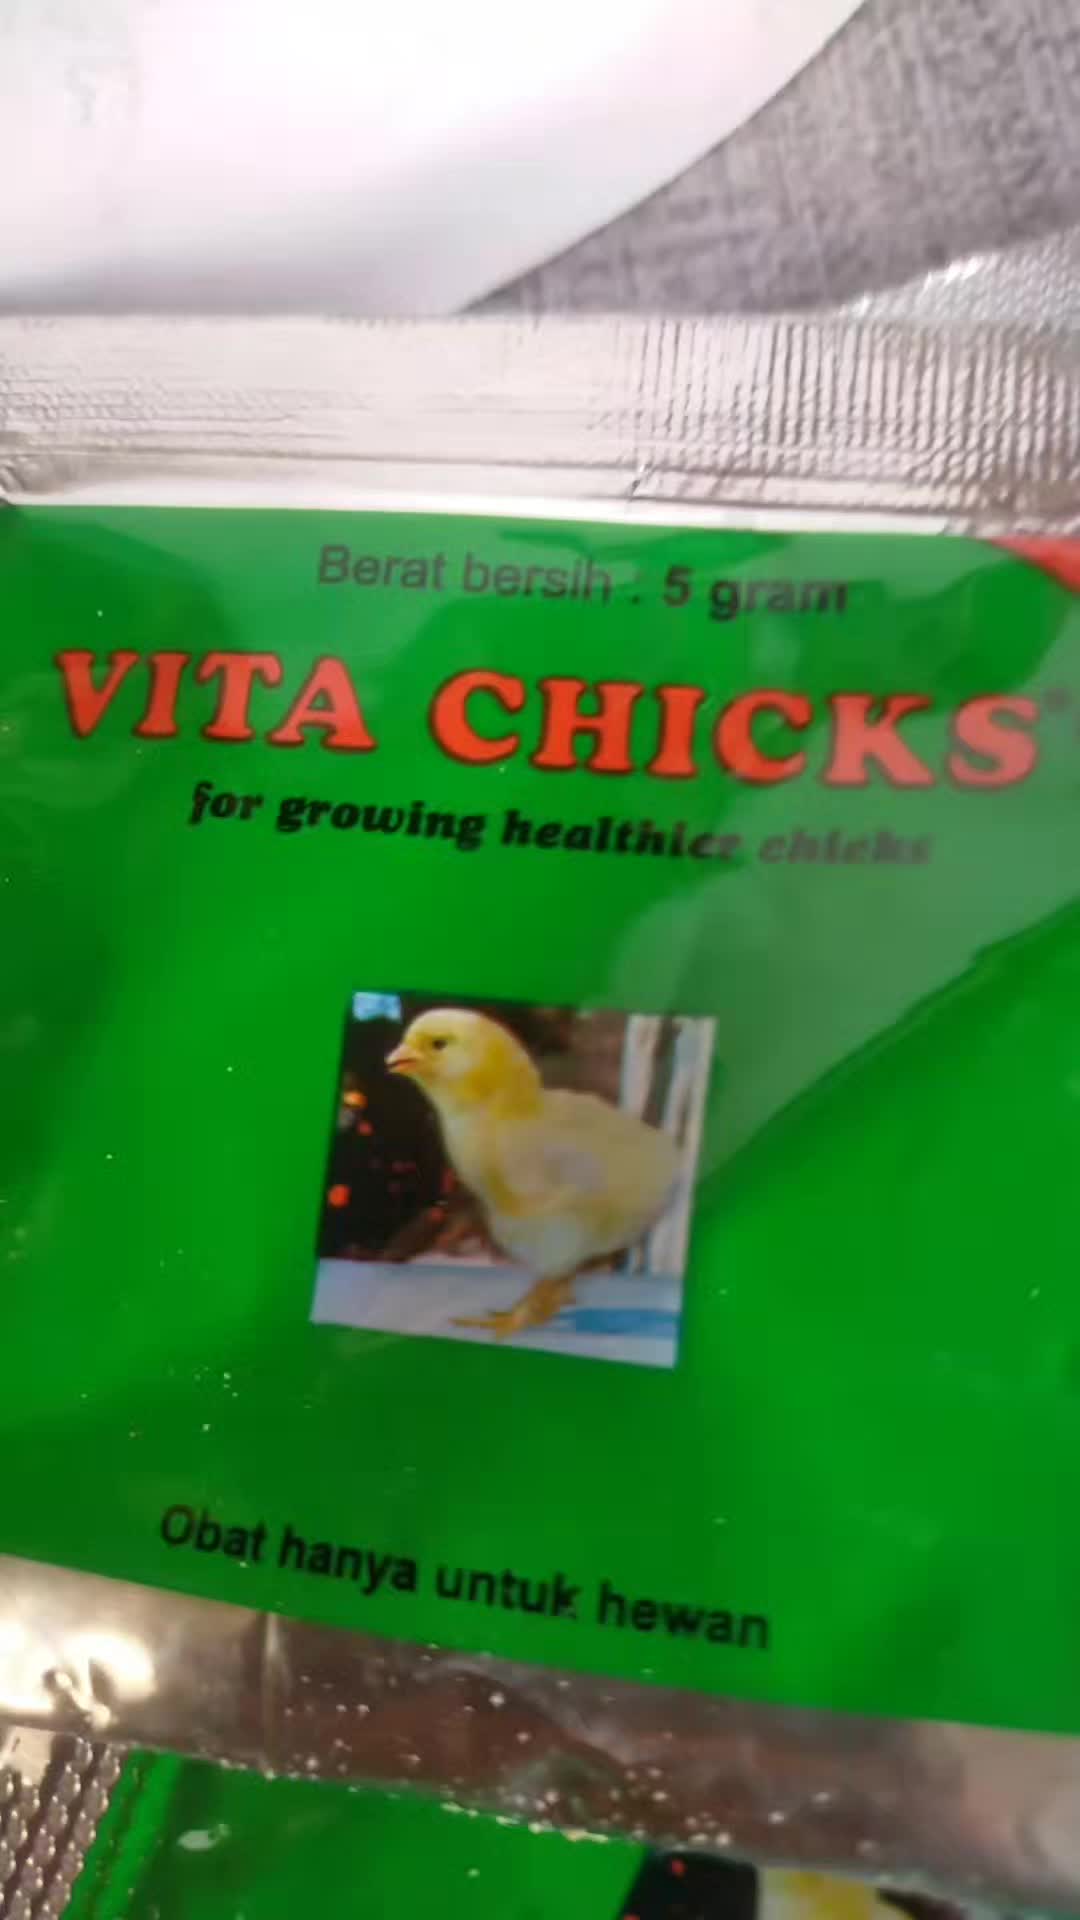 Berat bersih : 5 gram
VITA CHICKS
for growing healthier chicks
Obat hanya untuk hewan